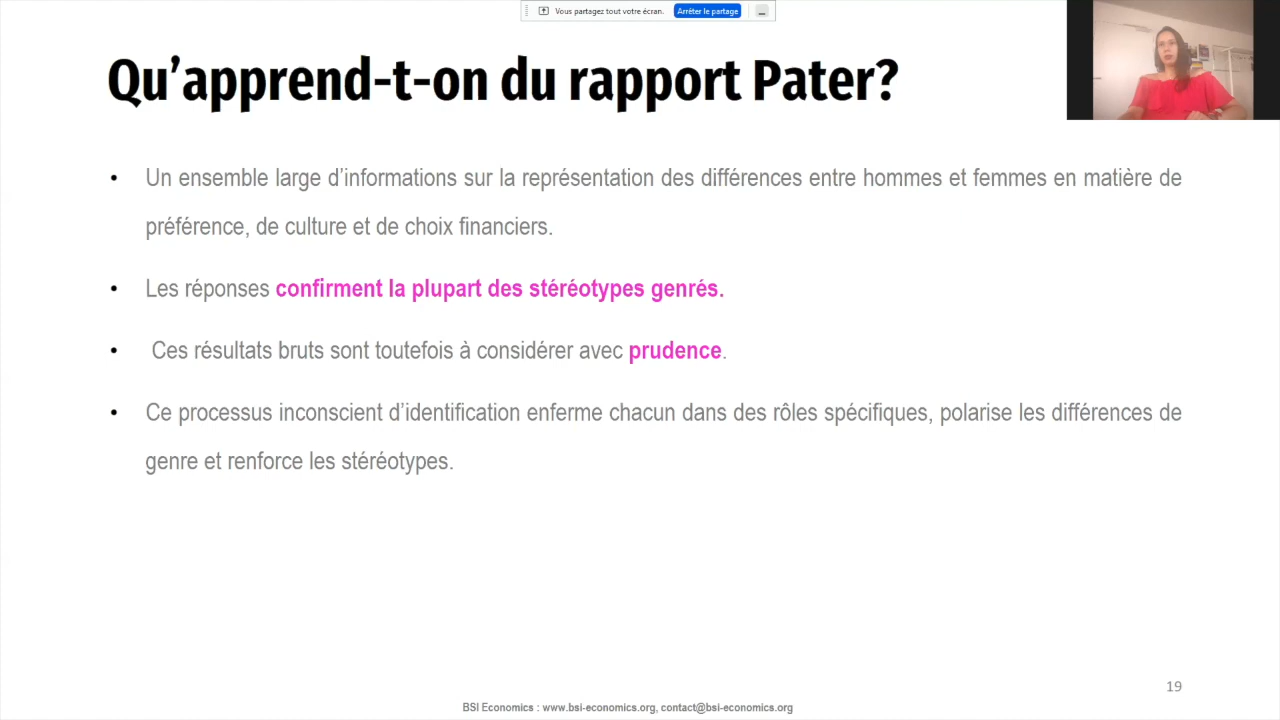 Vous partagez tout votre écran. Arrêter le partage
Qu’apprend-t-on du rapport Pater?
• Un ensemble large d’informations sur la représentation des différences entre hommes et femmes en matière de
préférence, de culture et de choix financiers.
• Les réponses confirment la plupart des stéréotypes genrés.
• Ces résultats bruts sont toutefois à considérer avec prudence.
• Ce processus inconscient d’identification enferme chacun dans des rôles spécifiques, polarise les différences de
genre et renforce les stéréotypes.
19
BSI Economics : www.bsi-economics.org, contact@bsi-economics.org